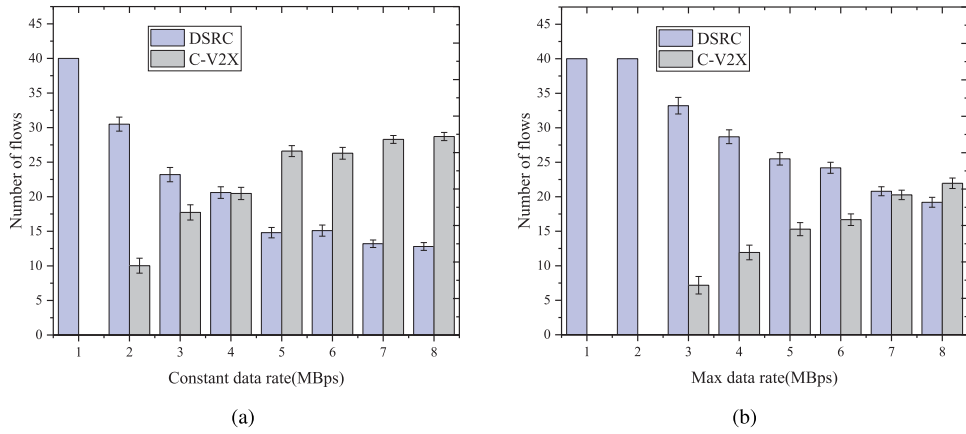 45
40
35
30
25
20
15
10
5
0
Number of flows
DSRC
C-V2X
1 2 3 4 5 6 7 8
Constant data rate(MBps)
(a)
45
40
35
30
25
20
15
10
5
0
Number of flows
DSRC
C-V2X
1 2 3 4 5 6 7 8
Max data rate(MBps)
(b)